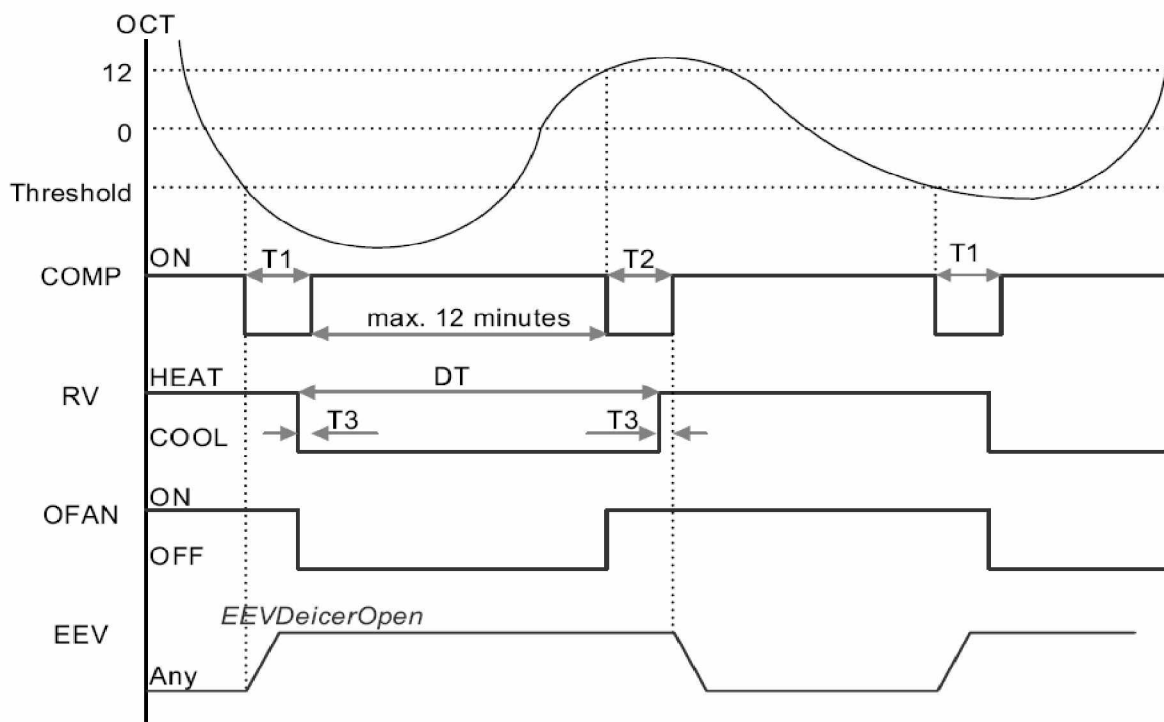 OCT
12
0
Threshold
ON
T1
T2
T1
COMP
max. 12 minutes
HEAT
DT
RV
T3
T3
COOL
ON
OFAN
OFF
EEVDeicerOpen
EEV
Any